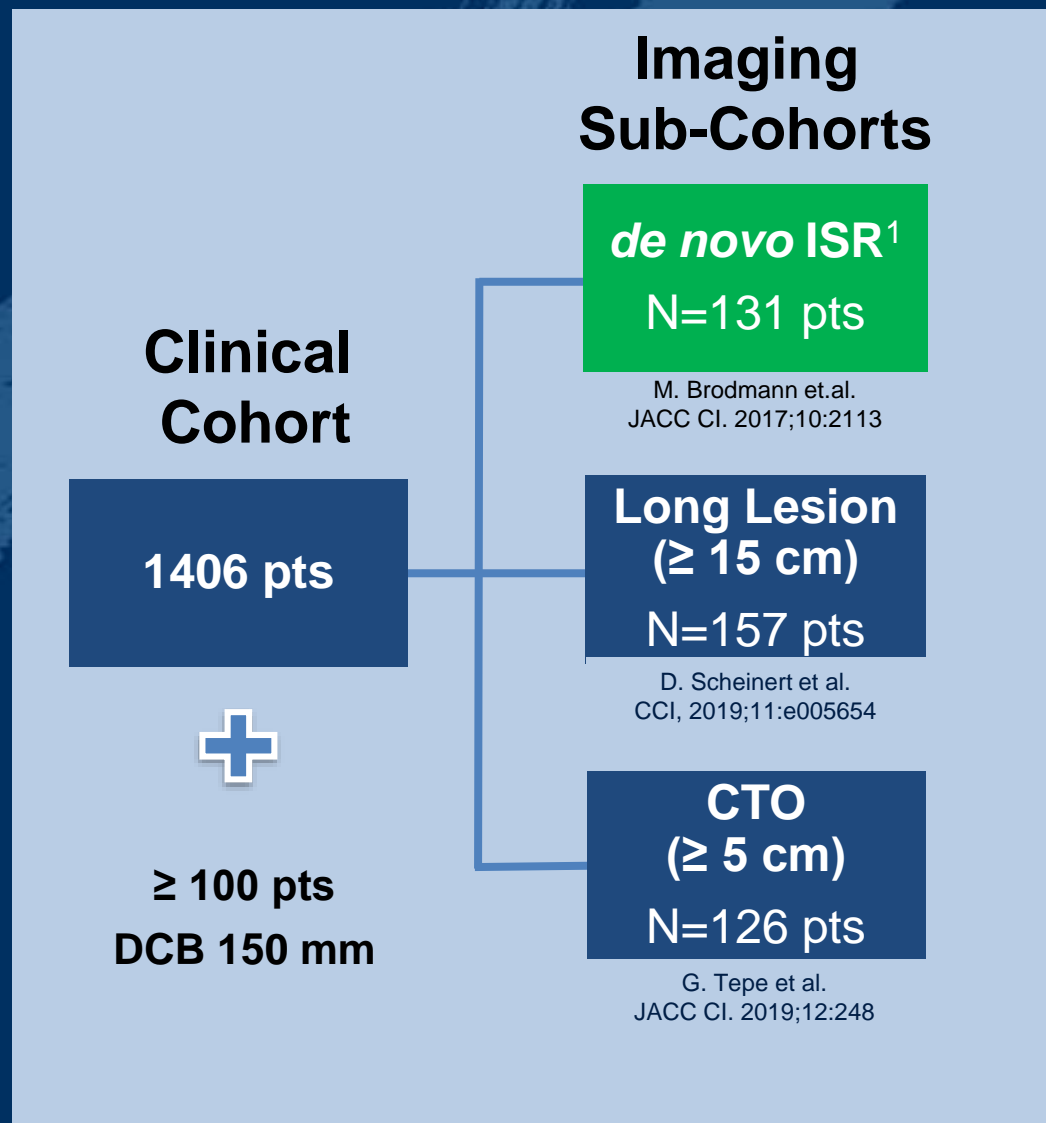 Imaging
Sub-Cohorts
de novo ISR¹
N=131 pts
M. Brodmann et.al.
JACC CI. 2017;10:2113
Clinical
Cohort
1406 pts
Long Lesion
(≥ 15 cm)
N=157 pts
D. Scheinert et al.
CCI, 2019;11:e005654
≥ 100 pts
DCB 150 mm
CTO
(≥ 5 cm)
N=126 pts
G. Tepe et al.
JACC CI. 2019;12:248